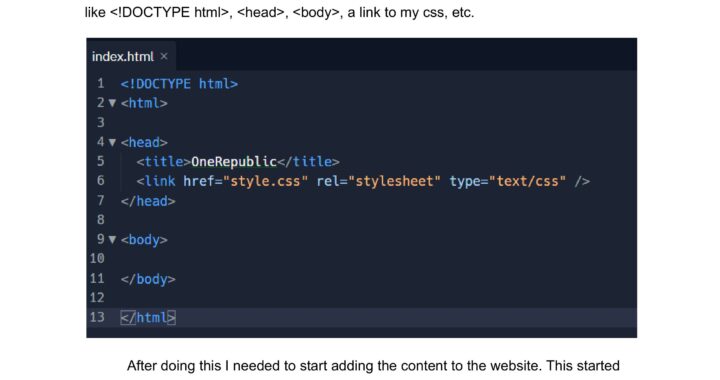 like <!DOCTYPE html>, <head>, <body>, a link to my css, etc.
index.html ×
1 <!DOCTYPE html>
2 ▼ <html>
3
4 ▼ <head>
5 <title>OneRepublic</title>
6 <link href="style.css" rel="stylesheet" type="text/css" />
7 </head>
8
9 ▼ <body>
10
11 </body>
12
13 </html>
After doing this I needed to start adding the content to the website. This started